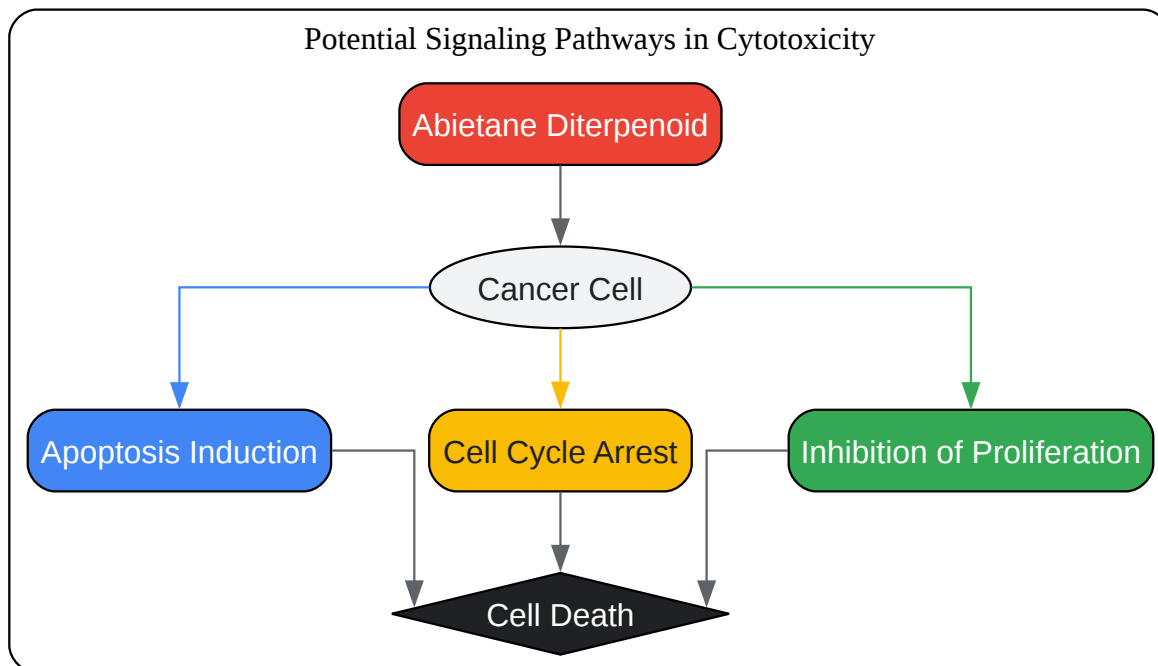 Potential Signaling Pathways in Cytotoxicity
Abietane Diterpenoid
Cancer Cell
Apoptosis Induction
Cell Cycle Arrest
Inhibition of Proliferation
Cell Death